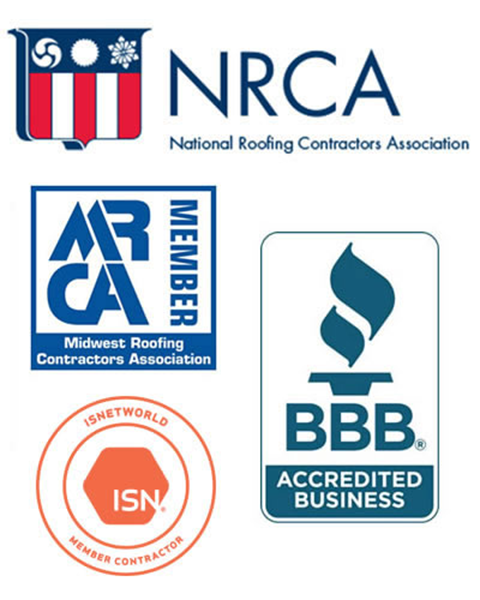 NRCA
National Roofing Contractors Association
MRCA
MEMBER
Midwest Roofing
Contractors Association
BBB®
ACCREDITED
BUSINESS
ISNETWORLD
ISN®
MEMBER CONTRACTOR